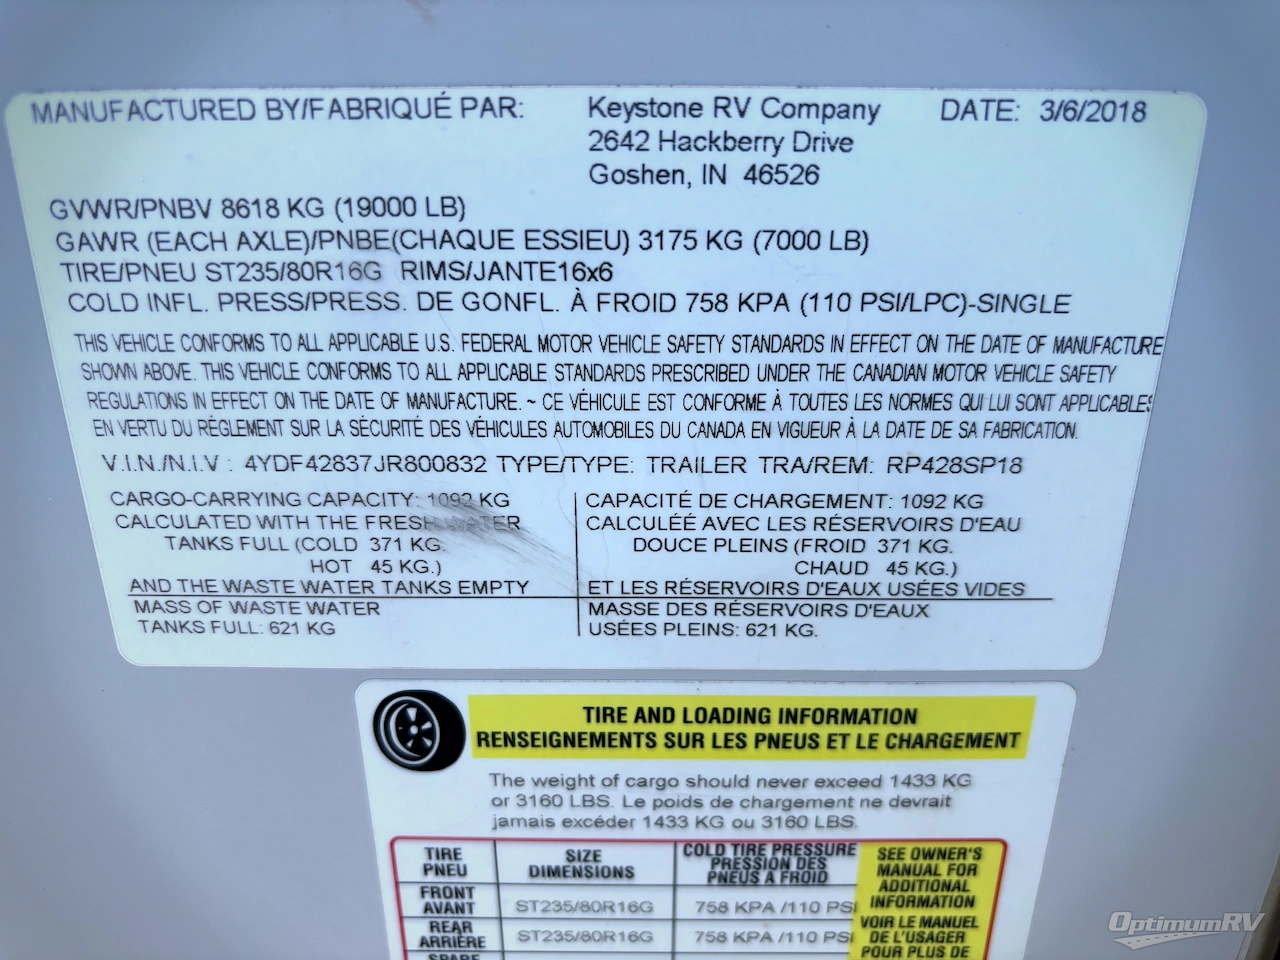 MANUFACTURED BY/FABRIQUÉ PAR: Keystone RV Company DATE: 3/6/2018
2642 Hackberry Drive
Goshen, IN 46526
GVWR/PNBV 8618 KG (19000 LB)
GAWR (EACH AXLE)/PNBE(CHAQUE ESSIEU) 3175 KG (7000 LB)
TIRE/PNEU ST235/80R16G RIMS/JANTE16x6
COLD INFL. PRESS/PRESS. DE GONFL. À FROID 758 KPA (110 PSI/LPC)-SINGLE
THIS VEHICLE CONFORMS TO ALL APPLICABLE U.S. FEDERAL MOTOR VEHICLE SAFETY STANDARDS IN EFFECT ON THE DATE OF MANUFACTURE
SHOWN ABOVE. THIS VEHICLE CONFORMS TO ALL APPLICABLE STANDARDS PRESCRIBED UNDER THE CANADIAN MOTOR VEHICLE SAFETY
REGULATIONS IN EFFECT ON THE DATE OF MANUFACTURE. ~ CE VÉHICULE EST CONFORME À TOUTES LES NORMES QUI LUI SONT APPLICABLES
EN VERTU DU RÉGLEMENT SUR LA SÉCURITÉ DES VÉHICULES AUTOMOBILES DU CANADA EN VIGUEUR À LA DATE DE SA FABRICATION.
V.I.N./N.I.V : 4YDF42837JR800832 TYPE/TYPE: TRAILER TRA/REM: RP428SP18
CARGO-CARRYING CAPACITY: 1092 KG
CALCULATED WITH THE FRESH WATER
TANKS FULL (COLD 371 KG.
HOT 45 KG.)
AND THE WASTE WATER TANKS EMPTY
MASS OF WASTE WATER
TANKS FULL: 621 KG
CAPACITÉ DE CHARGEMENT: 1092 KG
CALCULÉE AVEC LES RÉSERVOIRS D'EAU
DOUCE PLEINS (FROID 371 KG.
CHAUD 45 KG.)
ET LES RÉSERVOIRS D'EAUX USÉES VIDES
MASSE DES RÉSERVOIRS D'EAUX
USÉES PLEINS: 621 KG.
TIRE AND LOADING INFORMATION
RENSEIGNEMENTS SUR LES PNEUS ET LE CHARGEMENT
The weight of cargo should never exceed 1433 KG
or 3160 LBS. Le poids de chargement ne devrait
jamais excéder 1433 KG ou 3160 LBS.
TIRE
PNEU
SIZE
DIMENSIONS
COLD TIRE PRESSURE
PRESSION DES
PNEUS A FROID
FRONT
AVANT
ST235/80R16G
758 KPA /110 PSI
REAR
ARRIÈRE
ST235/80R16G
758 KPA /110 PSI
SPARE
SEE OWNER'S
MANUAL FOR
ADDITIONAL
INFORMATION
VOIR LE MANUEL
DE L'USAGER
POUR PLUS DE
OptimumRV